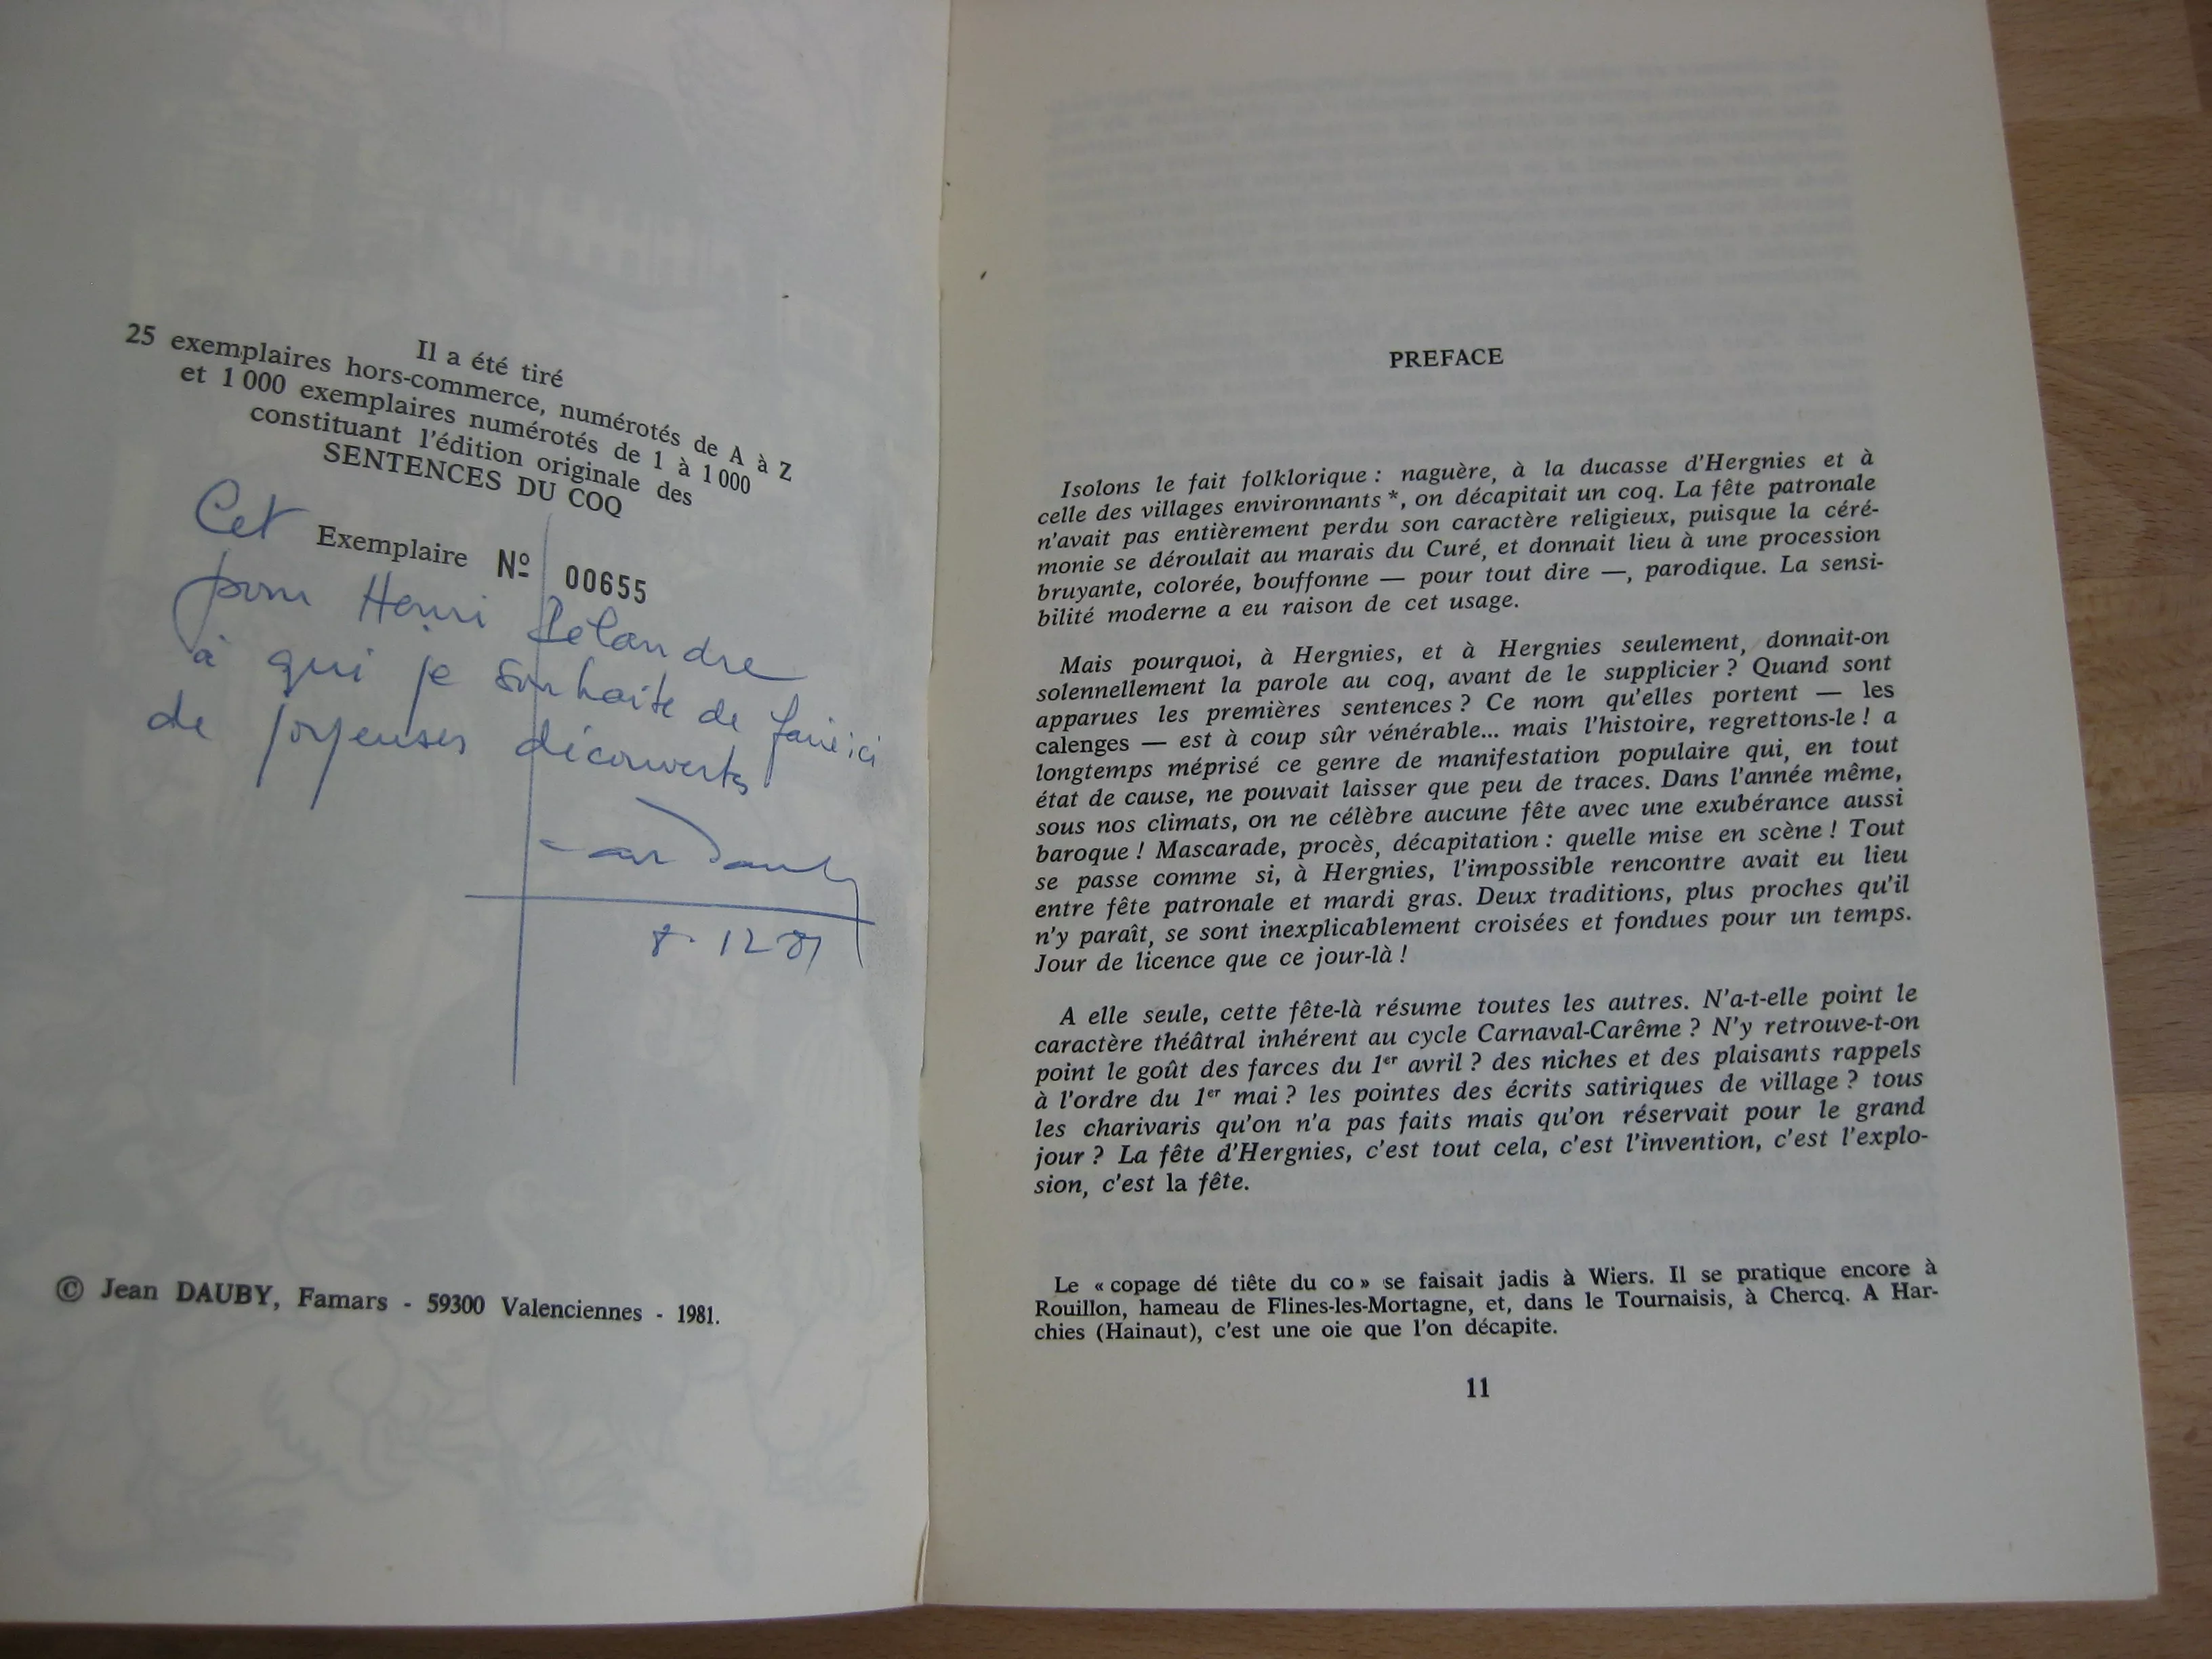 Il a été tiré
25 exemplaires hors-commerce, numérotés de A à Z
et 1 000 exemplaires numérotés de 1 à 1 000
constituant l'édition originale des
SENTENCES DU COQ
Cet Exemplaire Nº 00655
pour Henri
à qui je souhaite de faire ici
de joyeuses découvertes
8-12-81
© Jean DAUBY, Famars - 59300 Valenciennes - 1981.
PREFACE
Isolons le fait folklorique : naguère, à la ducasse d'Hergnies et à
celle des villages environnants *, on décapitait un coq. La fête patronale
n'avait pas entièrement perdu son caractère religieux, puisque la céré-
monie se déroulait au marais du Curé, et donnait lieu à une procession
bruyante, colorée, bouffonne — pour tout dire —, parodique. La sensi-
bilité moderne a eu raison de cet usage.
Mais pourquoi, à Hergnies, et à Hergnies seulement, donnait-on
solennellement la parole au coq, avant de le supplicier ? Quand sont
apparues les premières sentences ? Ce nom qu'elles portent — les
calenges — est à coup sûr vénérable... mais l'histoire, regrettons-le ! a
longtemps méprisé ce genre de manifestation populaire qui, en tout
état de cause, ne pouvait laisser que peu de traces. Dans l'année même,
sous nos climats, on ne célèbre aucune fête avec une exubérance aussi
baroque ! Mascarade, procès, décapitation : quelle mise en scène ! Tout
se passe comme si, à Hergnies, l'impossible rencontre avait eu lieu
entre fête patronale et mardi gras. Deux traditions, plus proches qu'il
n'y paraît, se sont inexplicablement croisées et fondues pour un temps.
Jour de licence que ce jour-là !
A elle seule, cette fête-là résume toutes les autres. N'a-t-elle point le
caractère théâtral inhérent au cycle Carnaval-Carême ? N'y retrouve-t-on
point le goût des farces du 1er avril ? des niches et des plaisants rappels
à l'ordre du 1er mai ? les pointes des écrits satiriques de village ? tous
les charivaris qu'on n'a pas faits mais qu'on réservait pour le grand
jour ? La fête d'Hergnies, c'est tout cela, c'est l'invention, c'est l'explo-
sion, c'est la fête.
Le « copage dé tiête du co » se faisait jadis à Wiers. Il se pratique encore à
Rouillon, hameau de Flines-les-Mortagne, et, dans le Tournaisis, à Chercq. A Har-
chies (Hainaut), c'est une oie que l'on décapite.
11